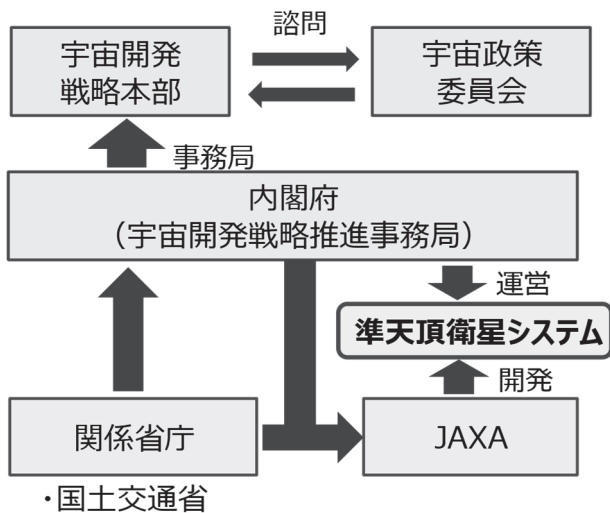 諮問
宇宙開発
戦略本部
宇宙政策
委員会
事務局
内閣府
（宇宙開発戦略推進事務局）
運営
準天頂衛星システム
開発
関係省庁
JAXA
・国土交通省